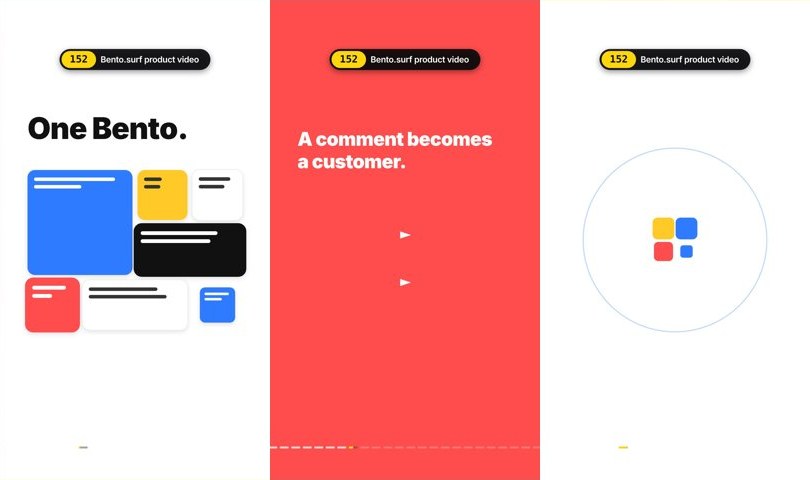 152 Bento.surf product video
One Bento.
152 Bento.surf product video
A comment becomes
a customer.
152 Bento.surf product video